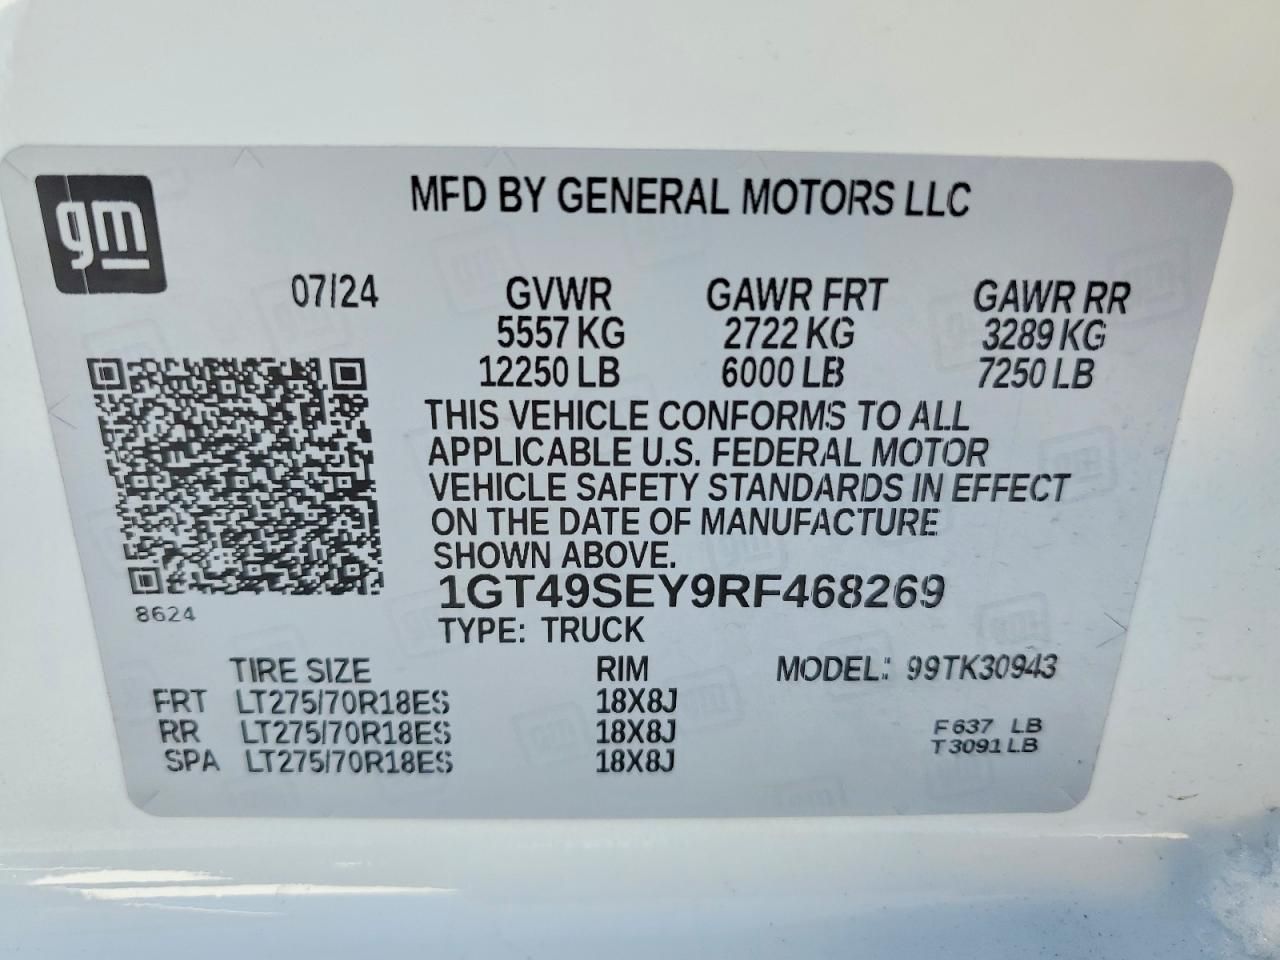 gm
MFD BY GENERAL MOTORS LLC
07/24 GVWR GAWR FRT GAWR RR
5557 KG 2722 KG 3289 KG
12250 LB 6000 LB 7250 LB
THIS VEHICLE CONFORMS TO ALL
APPLICABLE U.S. FEDERAL MOTOR
VEHICLE SAFETY STANDARDS IN EFFECT
ON THE DATE OF MANUFACTURE
SHOWN ABOVE.
8624
1GT49SEY9RF468269
TYPE: TRUCK
TIRE SIZE RIM MODEL: 99TK30943
FRT LT275/70R18ES 18X8J
RR LT275/70R18ES 18X8J F 637 LB
SPA LT275/70R18ES 18X8J T 3091 LB